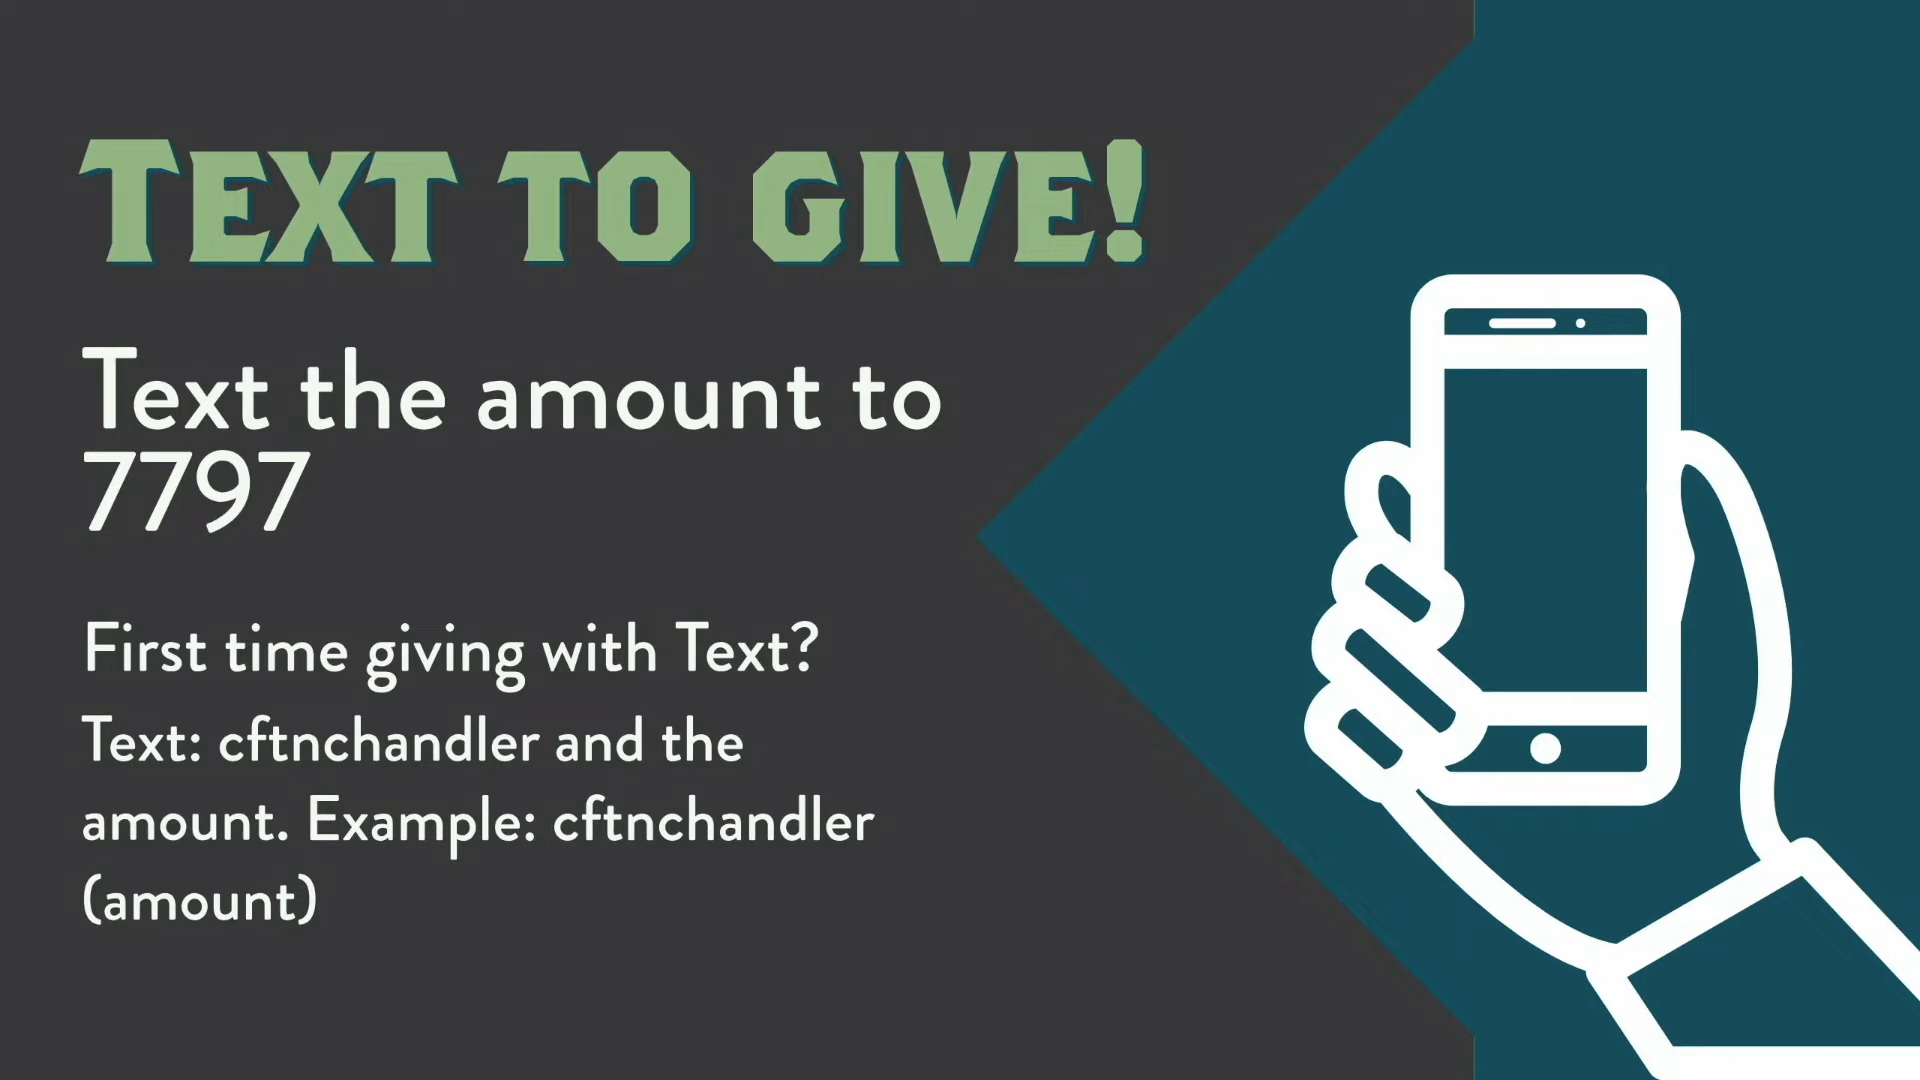 TEXT TO GIVE!
Text the amount to
7797
First time giving with Text?
Text: cftnchandler and the
amount. Example: cftnchandler
(amount)